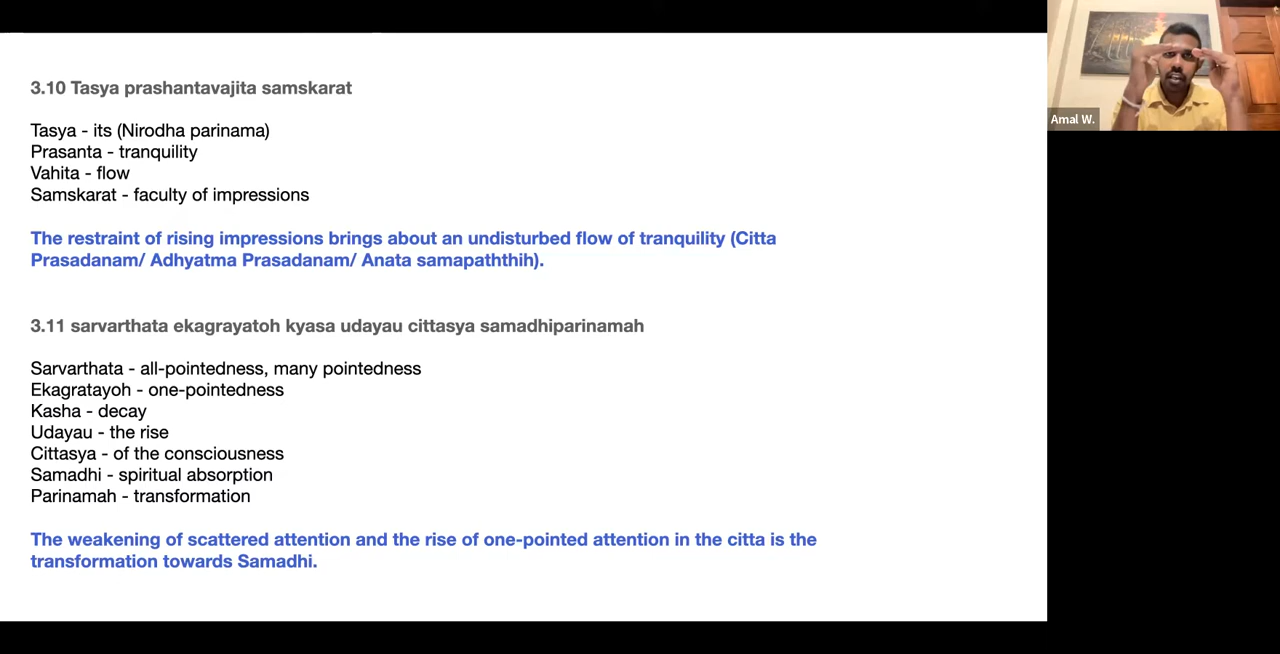 3.10 Tasya prashantavajita samskarat
Tasya - its (Nirodha parinama)
Prasanta - tranquility
Vahita - flow
Samskarat - faculty of impressions
The restraint of rising impressions brings about an undisturbed flow of tranquility (Citta
Prasadanam/ Adhyatma Prasadanam/ Anata samapaththih).
3.11 sarvarthata ekagrayatoh kyasa udayau cittasya samadhiparinamah
Sarvarthata - all-pointedness, many pointedness
Ekagratayoh - one-pointedness
Kasha - decay
Udayau - the rise
Cittasya - of the consciousness
Samadhi - spiritual absorption
Parinamah - transformation
The weakening of scattered attention and the rise of one-pointed attention in the citta is the
transformation towards Samadhi.
Amal W.